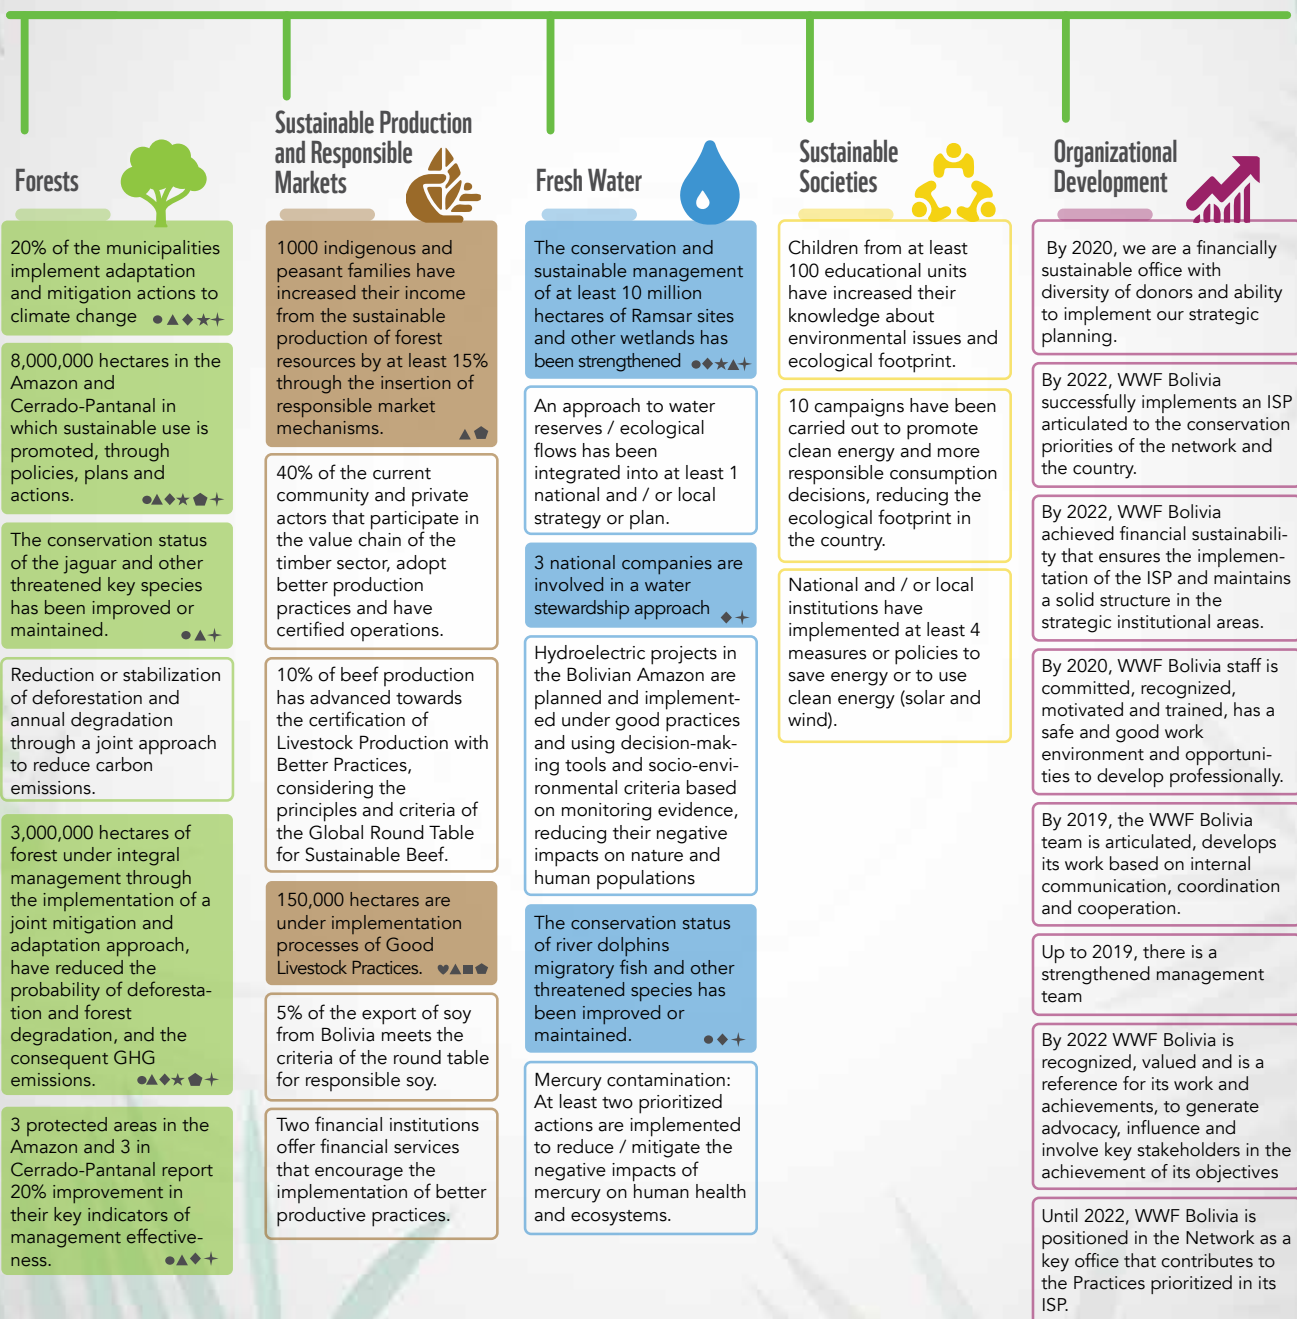 Forests
20% of the municipalities
implement adaptation
and mitigation actions to
climate change
8,000,000 hectares in the
Amazon and
Cerrado-Pantanal in
which sustainable use is
promoted, through
policies, plans and
actions.
The conservation status
of the jaguar and other
threatened key species
has been improved or
maintained.
Reduction or stabilization
of deforestation and
annual degradation
through a joint approach
to reduce carbon
emissions.
3,000,000 hectares of
forest under integral
management through
the implementation of a
joint mitigation and
adaptation approach,
have reduced the
probability of deforesta-
tion and forest
degradation, and the
consequent GHG
emissions.
3 protected areas in the
Amazon and 3 in
Cerrado-Pantanal report
20% improvement in
their key indicators of
management effective-
ness.
Sustainable Production
and Responsible
Markets
1000 indigenous and
peasant families have
increased their income
from the sustainable
production of forest
resources by at least 15%
through the insertion of
responsible market
mechanisms.
40% of the current
community and private
actors that participate in
the value chain of the
timber sector, adopt
better production
practices and have
certified operations.
10% of beef production
has advanced towards
the certification of
Livestock Production with
Better Practices,
considering the
principles and criteria of
the Global Round Table
for Sustainable Beef.
150,000 hectares are
under implementation
processes of Good
Livestock Practices.
5% of the export of soy
from Bolivia meets the
criteria of the round table
for responsible soy.
Two financial institutions
offer financial services
that encourage the
implementation of better
productive practices.
Fresh Water
The conservation and
sustainable management
of at least 10 million
hectares of Ramsar sites
and other wetlands has
been strengthened
An approach to water
reserves / ecological
flows has been
integrated into at least 1
national and / or local
strategy or plan.
3 national companies are
involved in a water
stewardship approach
Hydroelectric projects in
the Bolivian Amazon are
planned and implement-
ed under good practices
and using decision-mak-
ing tools and socio-envi-
ronmental criteria based
on monitoring evidence,
reducing their negative
impacts on nature and
human populations
The conservation status
of river dolphins
migratory fish and other
threatened species has
been improved or
maintained.
Mercury contamination:
At least two prioritized
actions are implemented
to reduce / mitigate the
negative impacts of
mercury on human health
and ecosystems.
Sustainable
Societies
Children from at least
100 educational units
have increased their
knowledge about
environmental issues and
ecological footprint.
10 campaigns have been
carried out to promote
clean energy and more
responsible consumption
decisions, reducing the
ecological footprint in
the country.
National and / or local
institutions have
implemented at least 4
measures or policies to
save energy or to use
clean energy (solar and
wind).
Organizational
Development
By 2020, we are a financially
sustainable office with
diversity of donors and ability
to implement our strategic
planning.
By 2022, WWF Bolivia
successfully implements an ISP
articulated to the conservation
priorities of the network and
the country.
By 2022, WWF Bolivia
achieved financial sustainabili-
ty that ensures the implemen-
tation of the ISP and maintains
a solid structure in the
strategic institutional areas.
By 2020, WWF Bolivia staff is
committed, recognized,
motivated and trained, has a
safe and good work
environment and opportuni-
ties to develop professionally.
By 2019, the WWF Bolivia
team is articulated, develops
its work based on internal
communication, coordination
and cooperation.
Up to 2019, there is a
strengthened management
team
By 2022 WWF Bolivia is
recognized, valued and is a
reference for its work and
achievements, to generate
advocacy, influence and
involve key stakeholders in the
achievement of its objectives
Until 2022, WWF Bolivia is
positioned in the Network as a
key office that contributes to
the Practices prioritized in its
ISP.